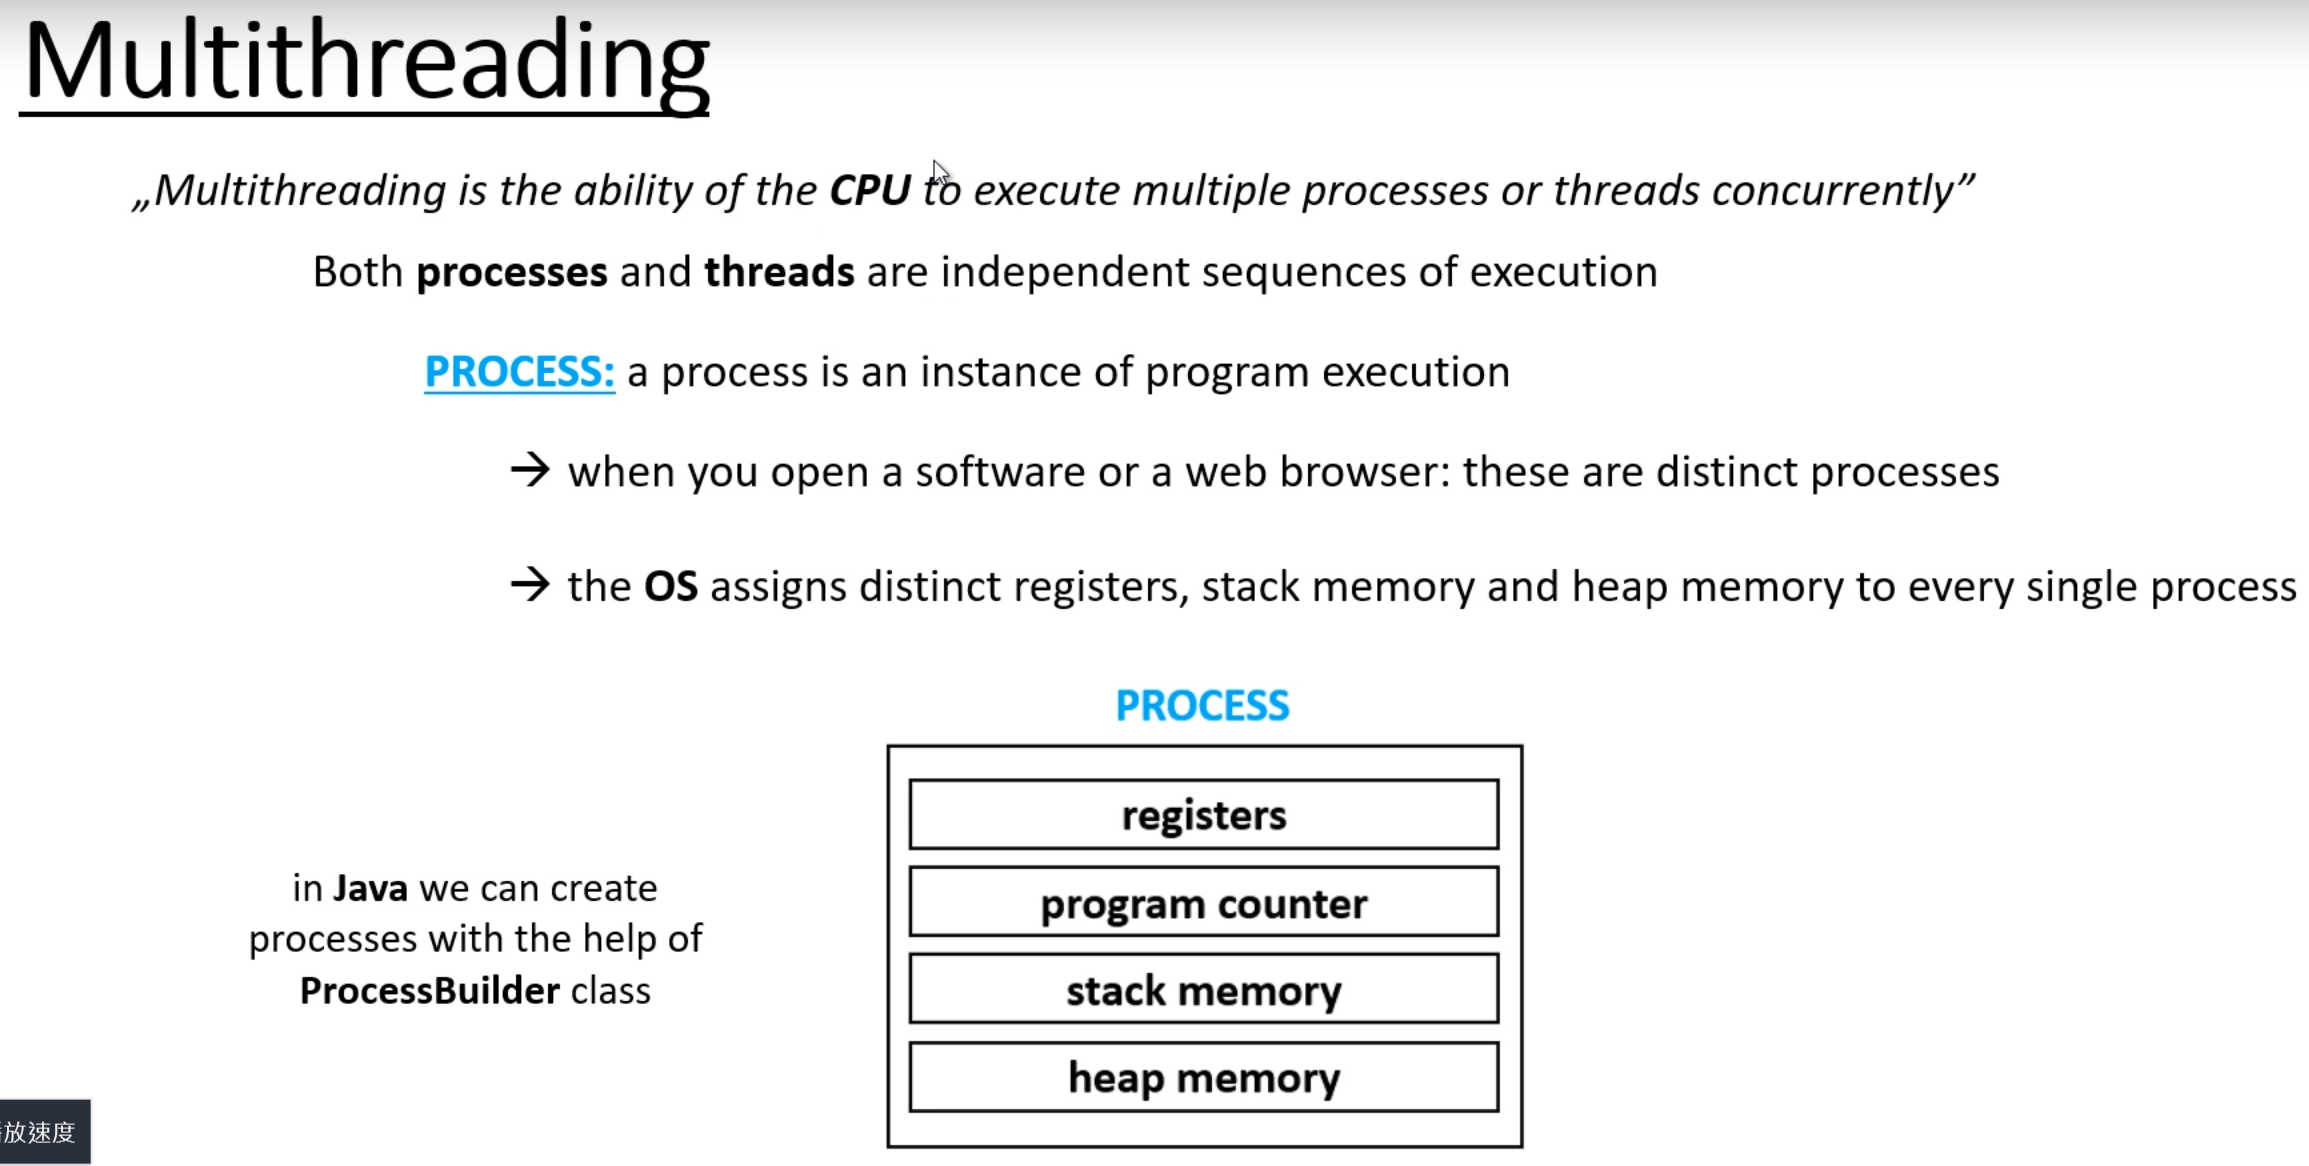 Multithreading
„Multithreading is the ability of the CPU to execute multiple processes or threads concurrently”
Both processes and threads are independent sequences of execution
PROCESS: a process is an instance of program execution
→ when you open a software or a web browser: these are distinct processes
→ the OS assigns distinct registers, stack memory and heap memory to every single process
PROCESS
registers
program counter
stack memory
heap memory
in Java we can create
processes with the help of
ProcessBuilder class
放速度